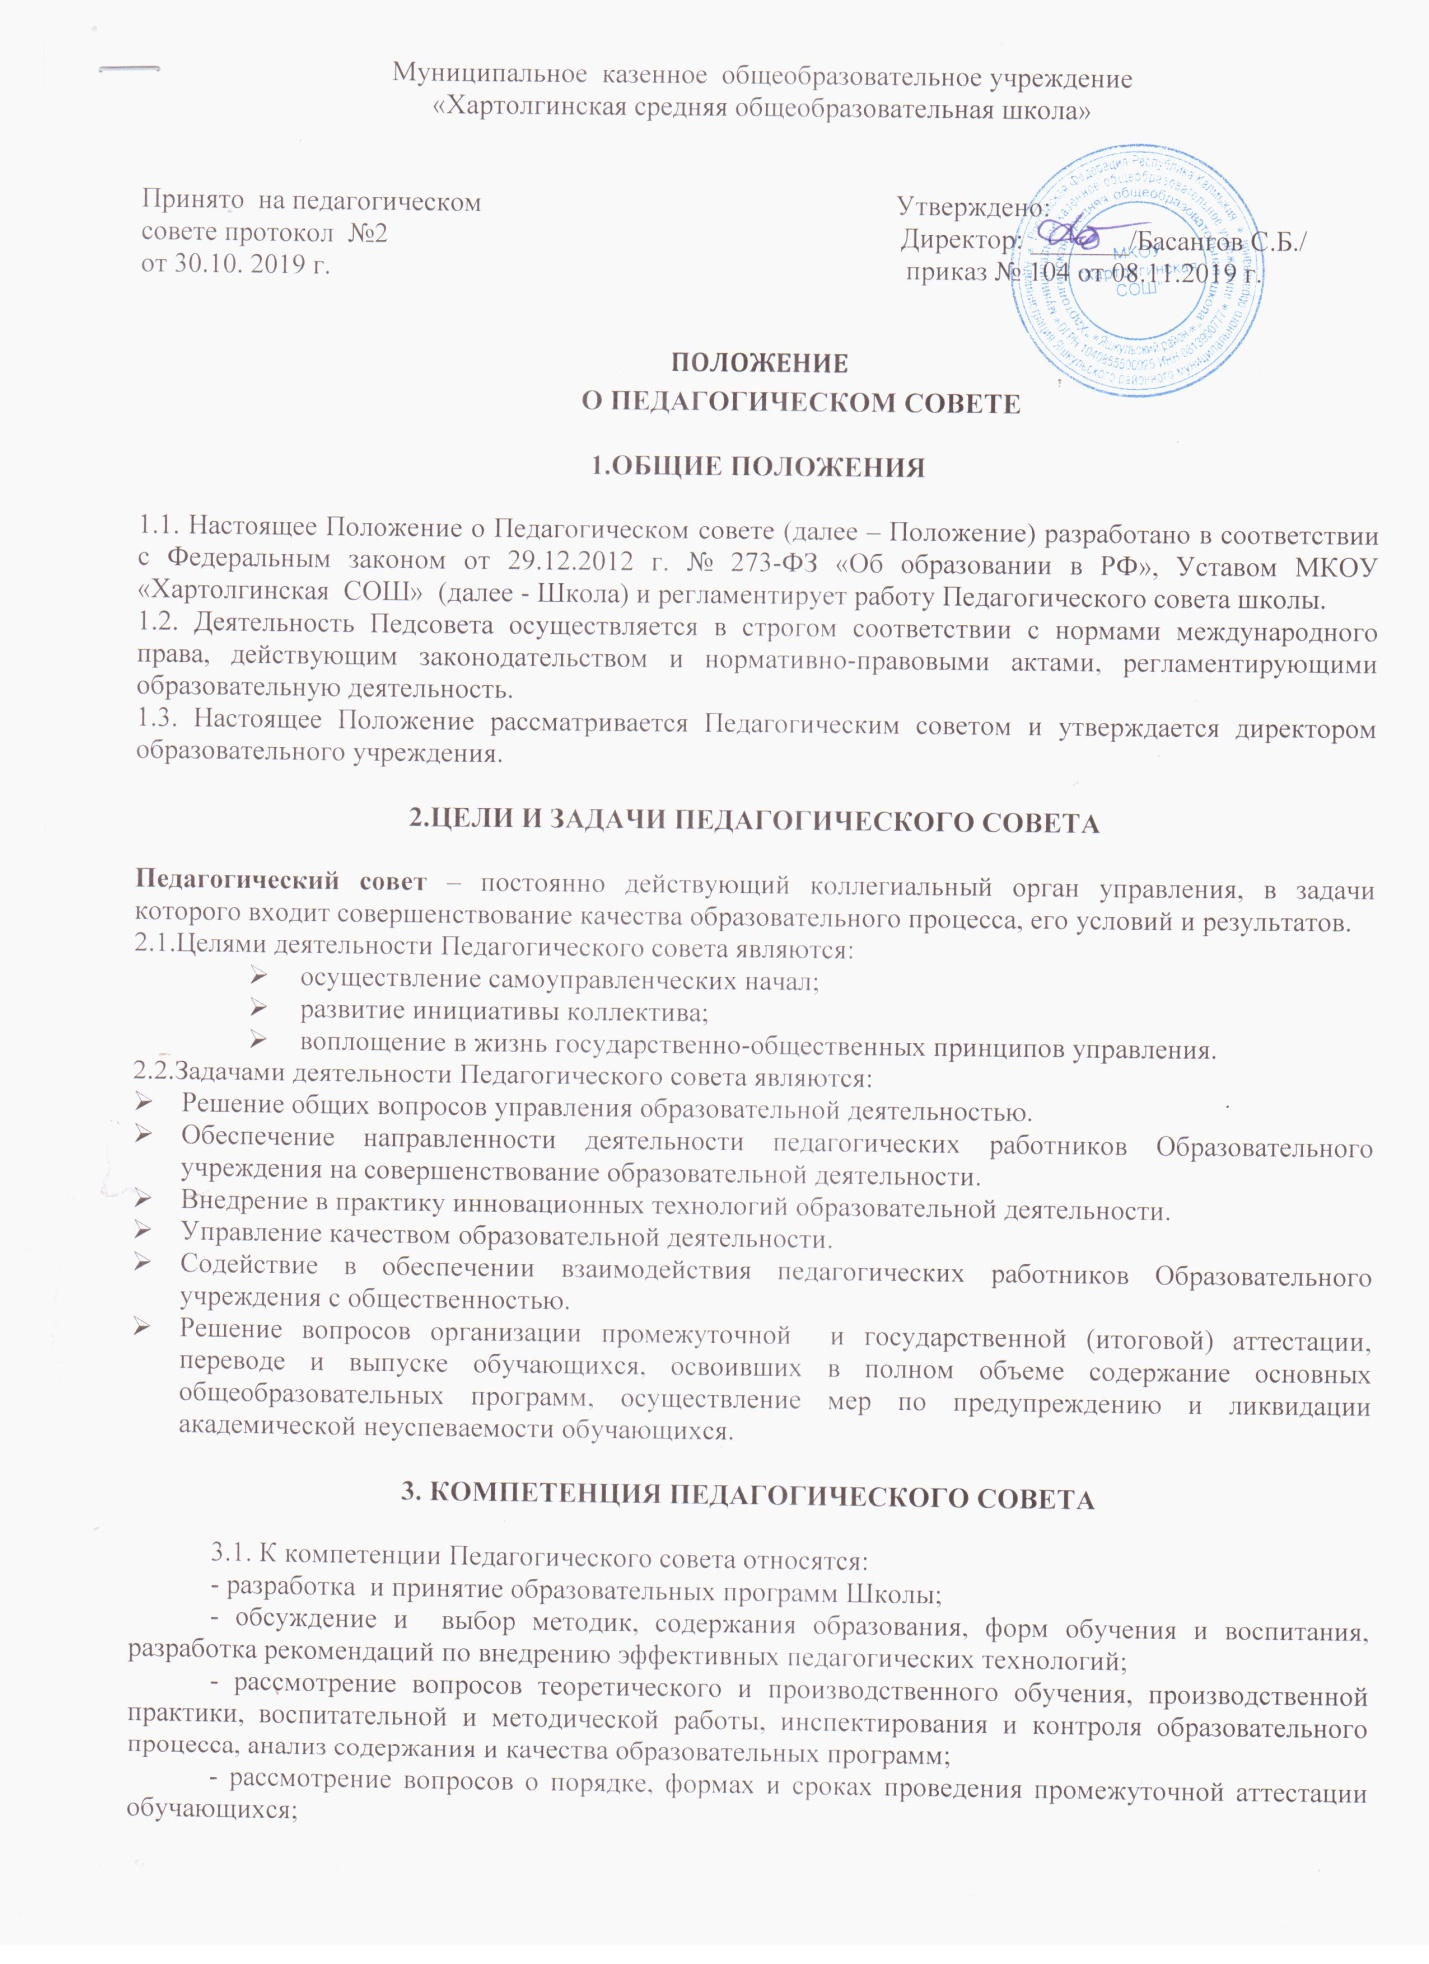 Муниципальное казенное общеобразовательное учреждение
«Хартолгинская средняя общеобразовательная школа»
Принято на педагогическом
совете протокол №2
от 30.10. 2019 г.
Утверждено:
Директор: ________/Басангов С.Б./
приказ № 104 от 08.11.2019 г.
МКОУ
"Хартолгинская
СОШ"
ПОЛОЖЕНИЕ
О ПЕДАГОГИЧЕСКОМ СОВЕТЕ
1.ОБЩИЕ ПОЛОЖЕНИЯ
1.1. Настоящее Положение о Педагогическом совете (далее – Положение) разработано в соответствии
с Федеральным законом от 29.12.2012 г. № 273-ФЗ «Об образовании в РФ», Уставом МКОУ
«Хартолгинская СОШ» (далее - Школа) и регламентирует работу Педагогического совета школы.
1.2. Деятельность Педсовета осуществляется в строгом соответствии с нормами международного
права, действующим законодательством и нормативно-правовыми актами, регламентирующими
образовательную деятельность.
1.3. Настоящее Положение рассматривается Педагогическим советом и утверждается директором
образовательного учреждения.
2.ЦЕЛИ И ЗАДАЧИ ПЕДАГОГИЧЕСКОГО СОВЕТА
Педагогический совет – постоянно действующий коллегиальный орган управления, в задачи
которого входит совершенствование качества образовательного процесса, его условий и результатов.
2.1.Целями деятельности Педагогического совета являются:
➢ осуществление самоуправленческих начал;
➢ развитие инициативы коллектива;
➢ воплощение в жизнь государственно-общественных принципов управления.
2.2.Задачами деятельности Педагогического совета являются:
➢ Решение общих вопросов управления образовательной деятельностью.
➢ Обеспечение направленности деятельности педагогических работников Образовательного
учреждения на совершенствование образовательной деятельности.
➢ Внедрение в практику инновационных технологий образовательной деятельности.
➢ Управление качеством образовательной деятельности.
➢ Содействие в обеспечении взаимодействия педагогических работников Образовательного
учреждения с общественностью.
➢ Решение вопросов организации промежуточной и государственной (итоговой) аттестации,
переводе и выпуске обучающихся, освоивших в полном объеме содержание основных
общеобразовательных программ, осуществление мер по предупреждению и ликвидации
академической неуспеваемости обучающихся.
3. КОМПЕТЕНЦИЯ ПЕДАГОГИЧЕСКОГО СОВЕТА
3.1. К компетенции Педагогического совета относятся:
- разработка и принятие образовательных программ Школы;
- обсуждение и выбор методик, содержания образования, форм обучения и воспитания,
разработка рекомендаций по внедрению эффективных педагогических технологий;
- рассмотрение вопросов теоретического и производственного обучения, производственной
практики, воспитательной и методической работы, инспектирования и контроля образовательного
процесса, анализ содержания и качества образовательных программ;
- рассмотрение вопросов о порядке, формах и сроках проведения промежуточной аттестации
обучающихся;